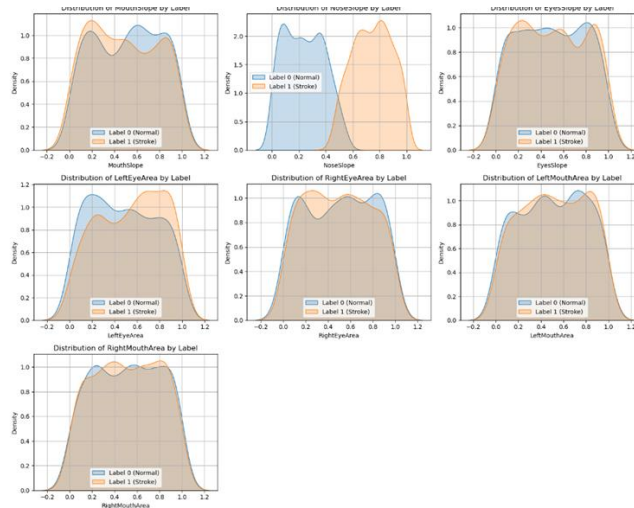 Distribution of MouthSlope by Label
Density
1.0
0.8
0.6
0.4
0.2
0.0
Label 0 (Normal)
Label 1 (Stroke)
-0.2 0.0 0.2 0.4 0.6 0.8 1.0 1.2
MouthSlope
Distribution of NoseSlope by Label
Density
2.0
1.5
1.0
0.5
0.0
Label 0 (Normal)
Label 1 (Stroke)
0.0 0.2 0.4 0.6 0.8 1.0
NoseSlope
Distribution of EyesSlope by Label
Density
1.0
0.8
0.6
0.4
0.2
0.0
Label 0 (Normal)
Label 1 (Stroke)
-0.2 0.0 0.2 0.4 0.6 0.8 1.0 1.2
EyesSlope
Distribution of LeftEyeArea by Label
Density
1.2
1.0
0.8
0.6
0.4
0.2
0.0
Label 0 (Normal)
Label 1 (Stroke)
-0.2 0.0 0.2 0.4 0.6 0.8 1.0 1.2
LeftEyeArea
Distribution of RightEyeArea by Label
Density
1.0
0.8
0.6
0.4
0.2
0.0
Label 0 (Normal)
Label 1 (Stroke)
-0.2 0.0 0.2 0.4 0.6 0.8 1.0 1.2
RightEyeArea
Distribution of LeftMouthArea by Label
Density
1.0
0.8
0.6
0.4
0.2
0.0
Label 0 (Normal)
Label 1 (Stroke)
-0.2 0.0 0.2 0.4 0.6 0.8 1.0 1.2
LeftMouthArea
Distribution of RightMouthArea by Label
Density
1.0
0.8
0.6
0.4
0.2
0.0
Label 0 (Normal)
Label 1 (Stroke)
-0.2 0.0 0.2 0.4 0.6 0.8 1.0 1.2
RightMouthArea